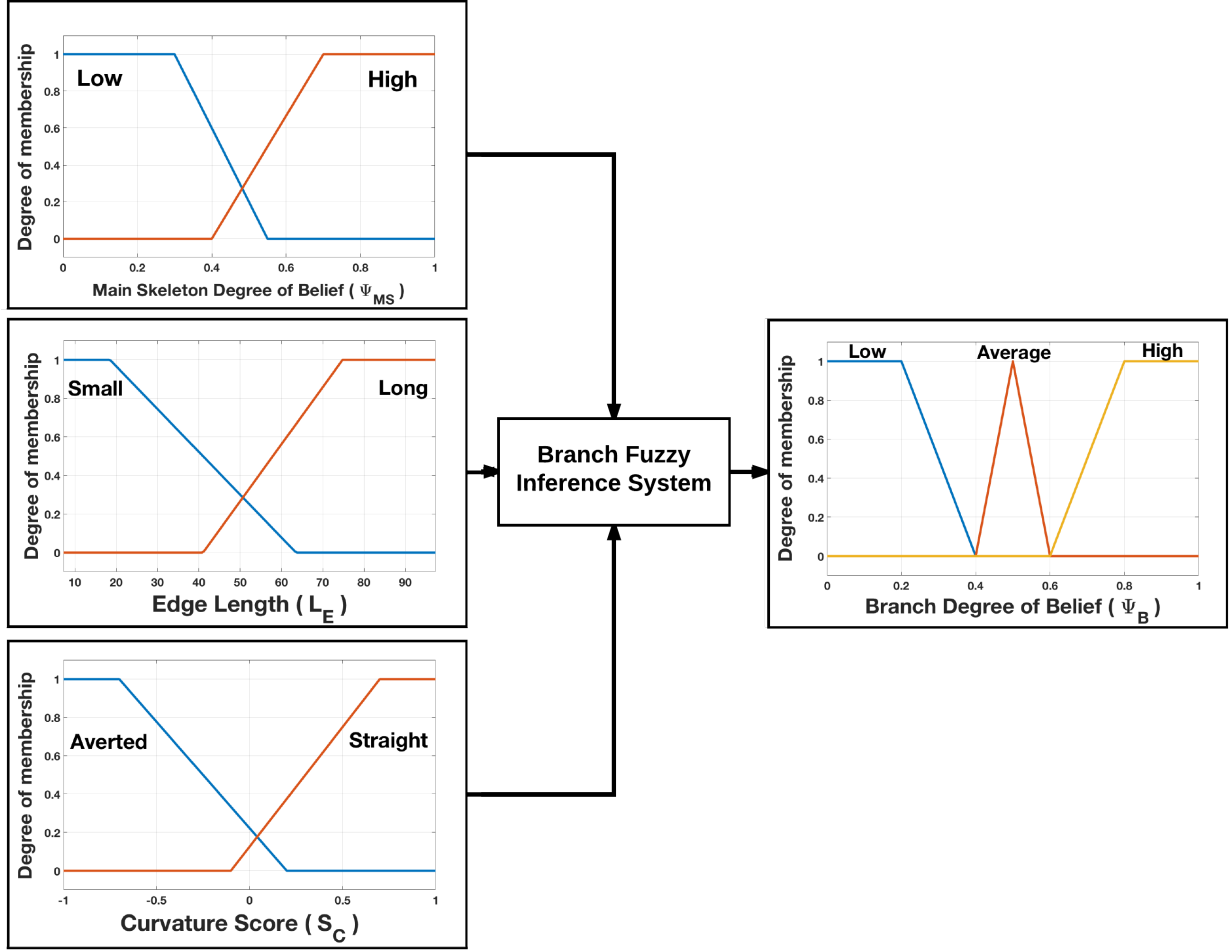 1
0.8
0.6
0.4
0.2
0
Degree of membership
Low
High
0 0.2 0.4 0.6 0.8 1
Main Skeleton Degree of Belief ( Ψ_MS )
1
0.8
0.6
0.4
0.2
0
Degree of membership
Small
Long
10 20 30 40 50 60 70 80 90
Edge Length ( L_E )
1
0.8
0.6
0.4
0.2
0
Degree of membership
Averted
Straight
-1 -0.5 0 0.5 1
Curvature Score ( S_C )
Branch Fuzzy
Inference System
1
0.8
0.6
0.4
0.2
0
Degree of membership
Low Average High
0 0.2 0.4 0.6 0.8 1
Branch Degree of Belief ( Ψ_B )